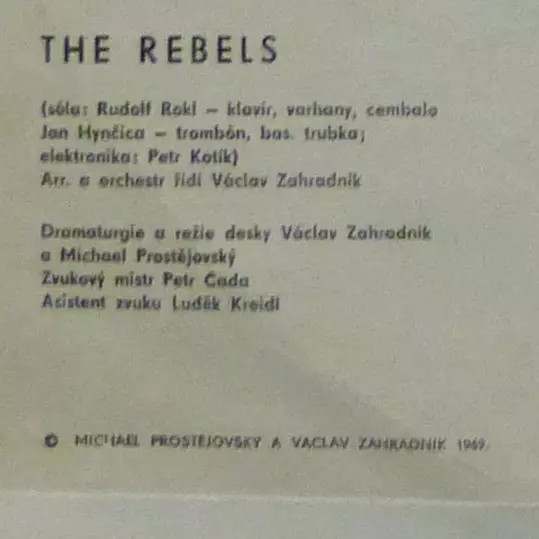 THE REBELS
(sóla: Rudolf Rokl – klavír, varhany, cembalo
Jan Hynčica – trombón, bas. trubka;
elektronika: Petr Kotík)
Arr. a orchestr řídí Václav Zahradník
Dramaturgie a režie desky Václav Zahradník
a Michael Prostějovský
Zvukový mistr Petr Čada
Asistent zvuku Luděk Kreidl
© MICHAEL PROSTĚJOVSKÝ A VÁCLAV ZAHRADNÍK 1969